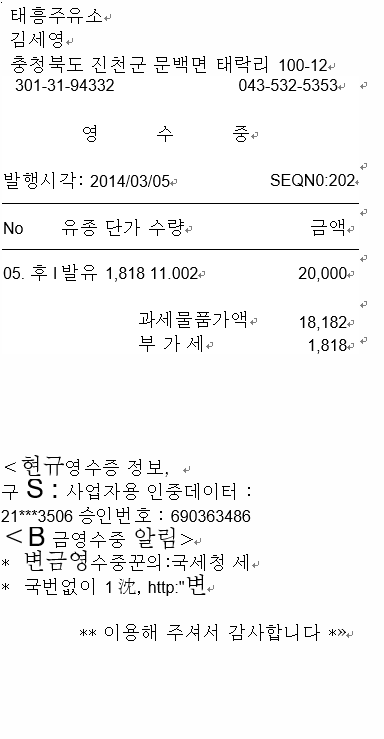 태흥주유소
김세영
충청북도 진천군 문백면 태락리 100-12
301-31-94332 043-532-5353
영 수 중
발행시각: 2014/03/05 SEQN0:202
No 유종 단가 수량 금액
05. 후 I 발유 1,818 11.002 20,000
과세물품가액 18,182
부 가 세 1,818
<현규영수증 정보,
구 S : 사업자용 인증데이터 :
21***3506 승인번호 : 690363486
<B 금영수중 알림>
* 변금영수중꾼의:국세청 세
* 국번없이 1 沈, http:"변
** 이용해 주셔서 감사합니다 *»